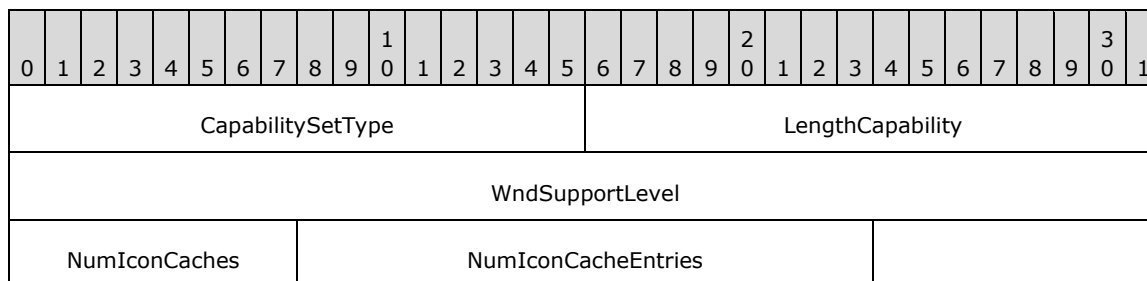 1 2 3
0 1 2 3 4 5 6 7 8 9 0 1 2 3 4 5 6 7 8 9 0 1 2 3 4 5 6 7 8 9 0 1
CapabilitySetType LengthCapability
WndSupportLevel
NumIconCaches NumIconCacheEntries